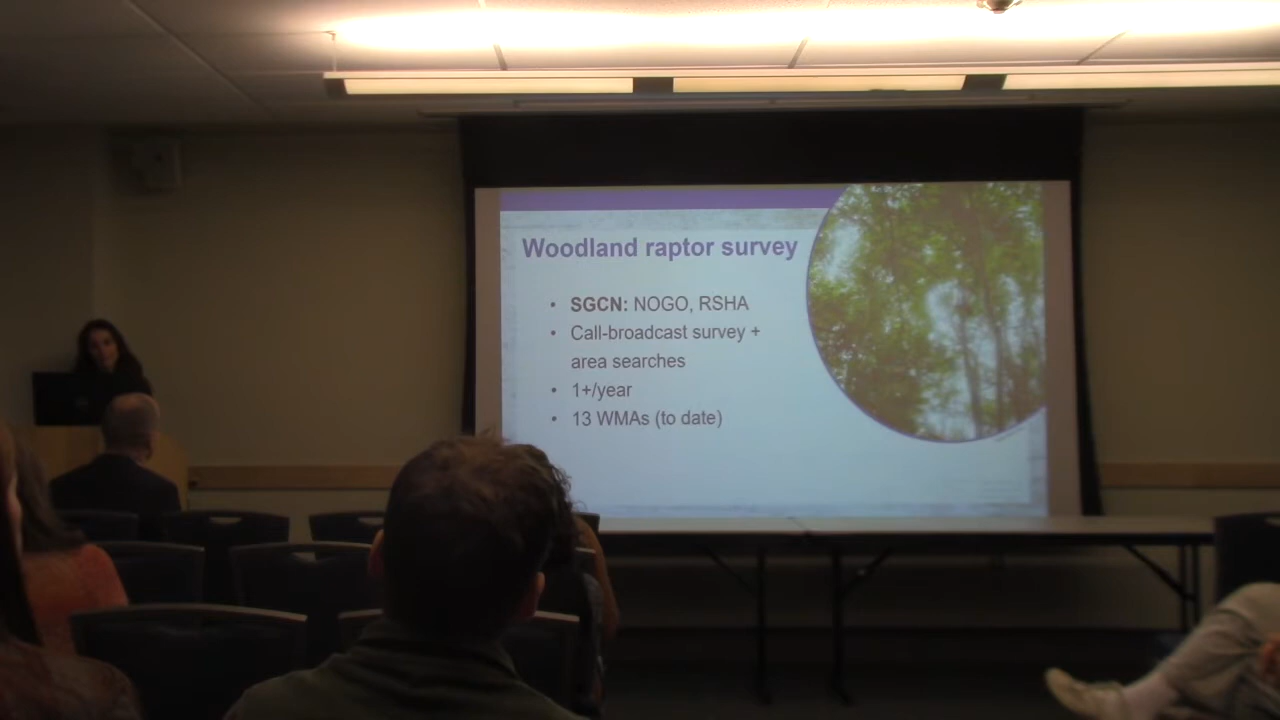 Woodland raptor survey
• SGCN: NOGO, RSHA
• Call-broadcast survey +
area searches
• 1+/year
• 13 WMAs (to date)